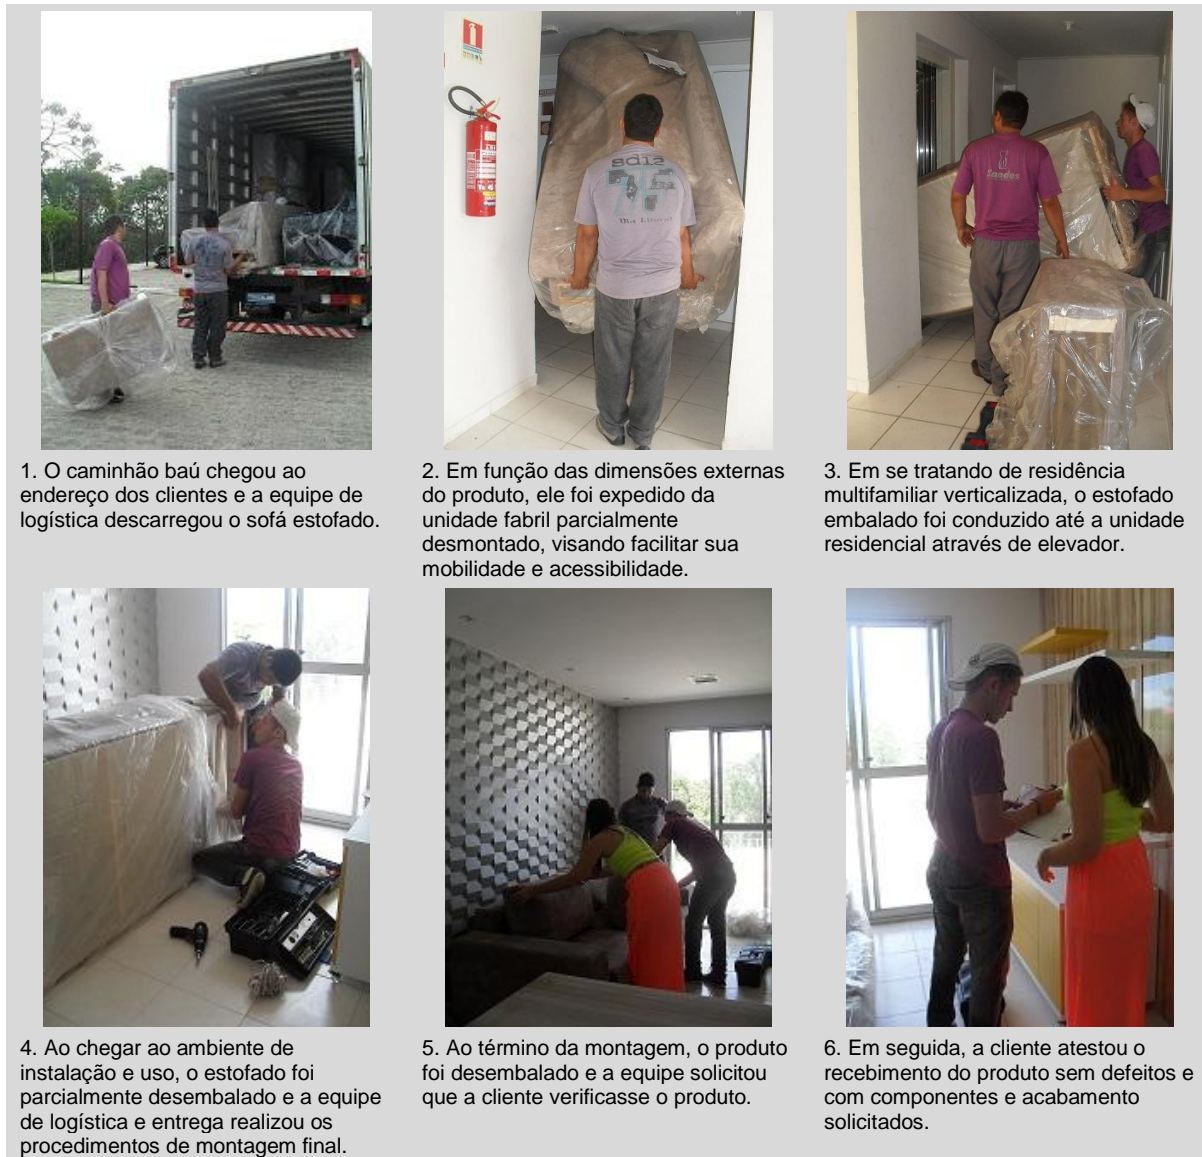 sd12
Sandes
1. O caminhão baú chegou ao
endereço dos clientes e a equipe de
logística descarregou o sofá estofado.
2. Em função das dimensões externas
do produto, ele foi expedido da
unidade fabril parcialmente
desmontado, visando facilitar sua
mobilidade e acessibilidade.
3. Em se tratando de residência
multifamiliar verticalizada, o estofado
embalado foi conduzido até a unidade
residencial através de elevador.
4. Ao chegar ao ambiente de
instalação e uso, o estofado foi
parcialmente desembalado e a equipe
de logística e entrega realizou os
procedimentos de montagem final.
5. Ao término da montagem, o produto
foi desembalado e a equipe solicitou
que a cliente verificasse o produto.
6. Em seguida, a cliente atestou o
recebimento do produto sem defeitos e
com componentes e acabamento
solicitados.